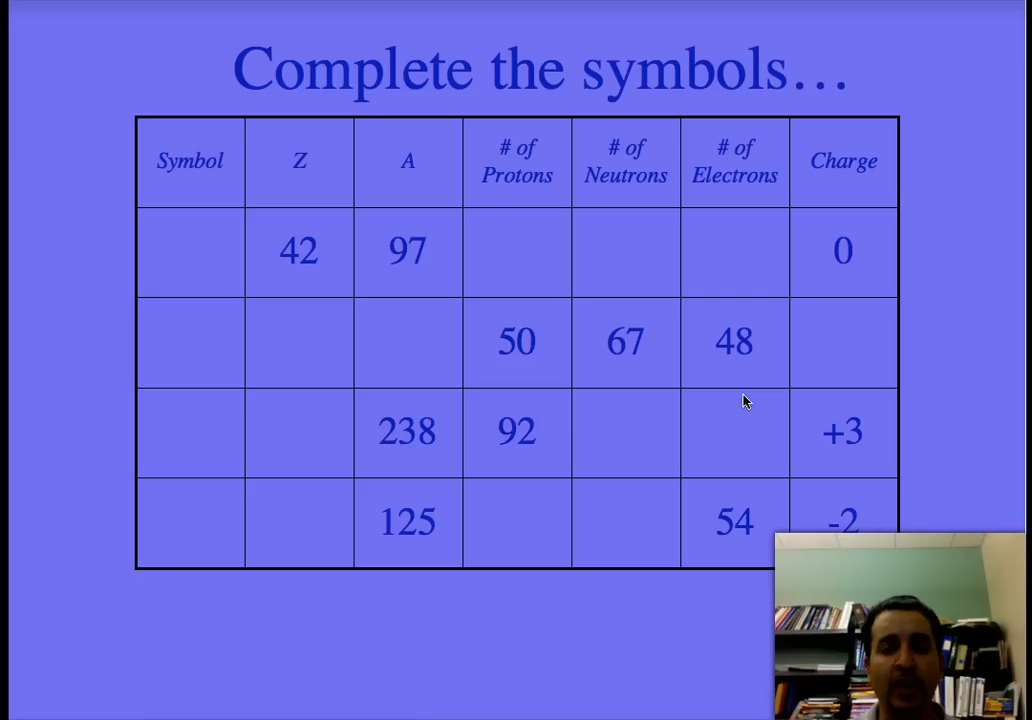 Complete the symbols…
Symbol Z A # of Protons # of Neutrons # of Electrons Charge
42 97 0
50 67 48
238 92 +3
125 54 -2